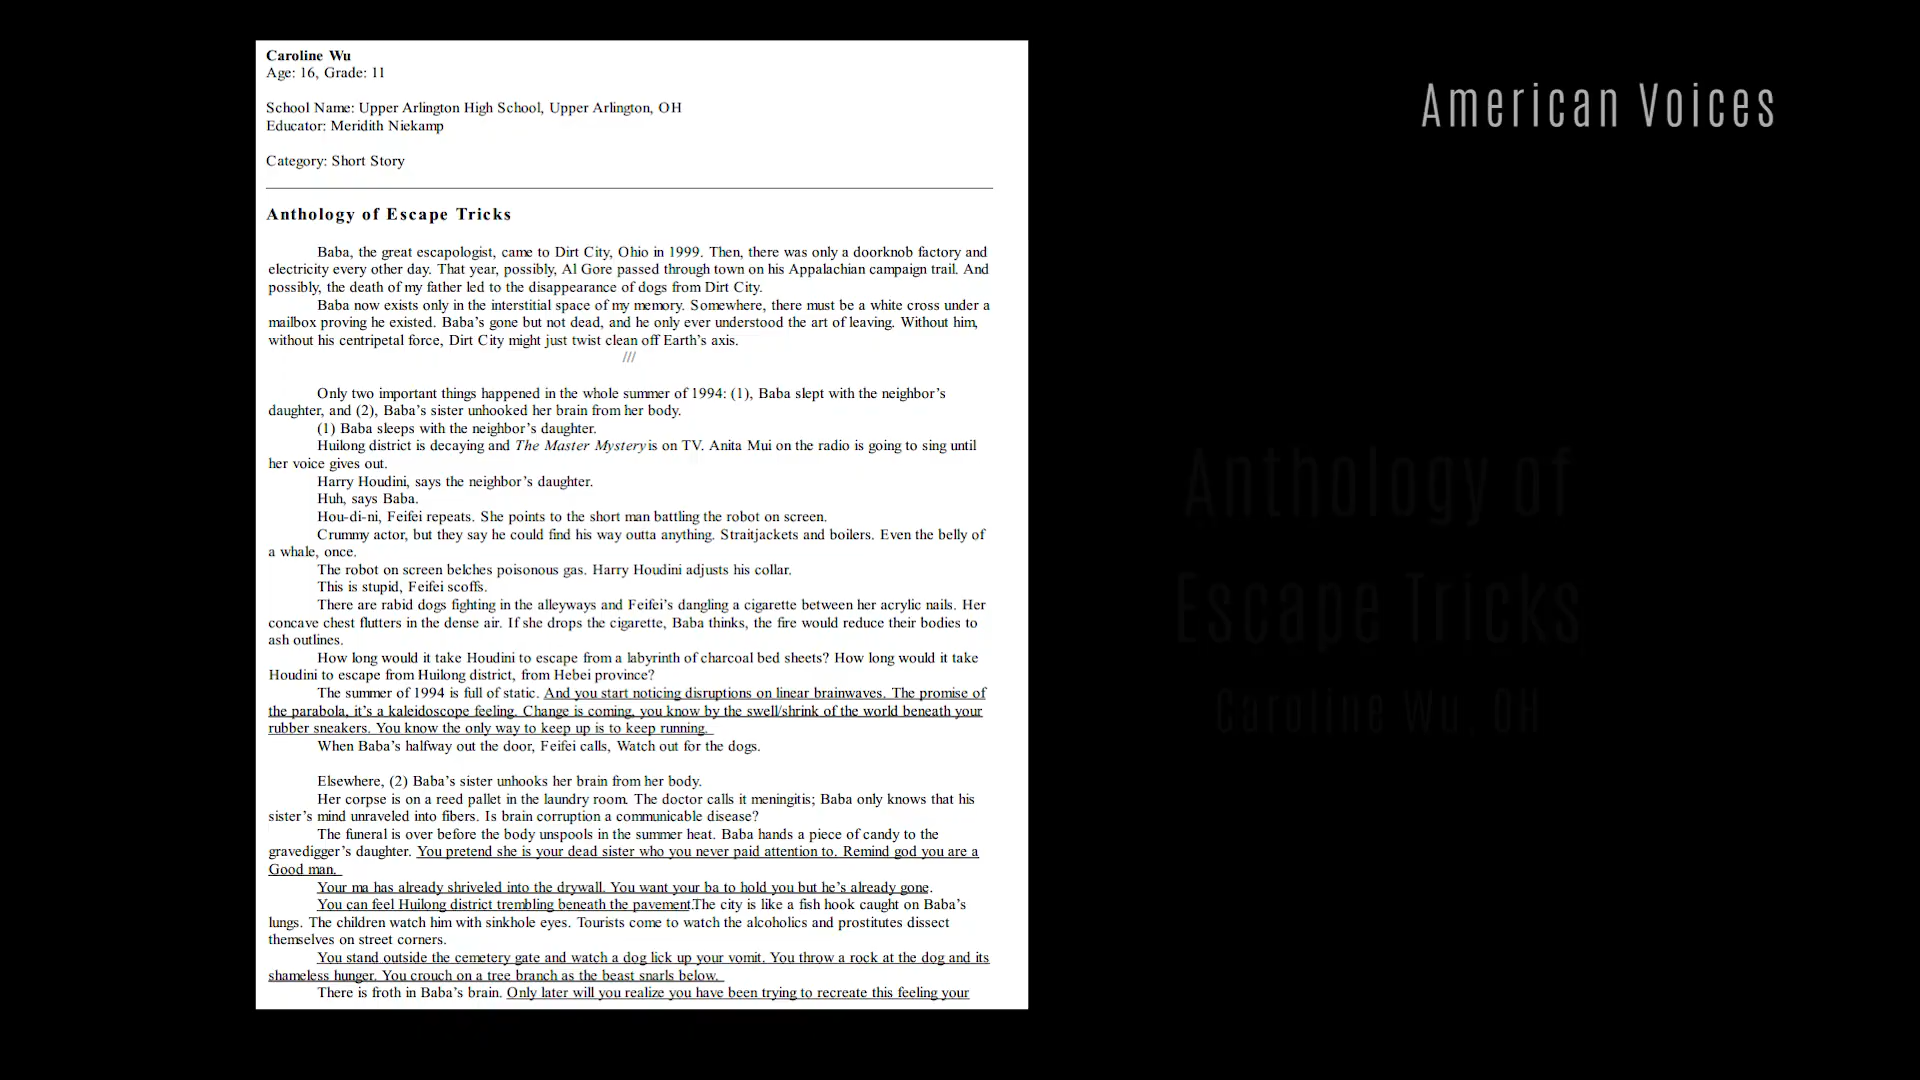 Caroline Wu
Age: 16, Grade: 11
School Name: Upper Arlington High School, Upper Arlington, OH
Educator: Meridith Niekamp
Category: Short Story
Anthology of Escape Tricks
Baba, the great escapologist, came to Dirt City, Ohio in 1999. Then, there was only a doorknob factory and
electricity every other day. That year, possibly, Al Gore passed through town on his Appalachian campaign trail. And
possibly, the death of my father led to the disappearance of dogs from Dirt City.
Baba now exists only in the interstitial space of my memory. Somewhere, there must be a white cross under a
mailbox proving he existed. Baba’s gone but not dead, and he only ever understood the art of leaving. Without him,
without his centripetal force, Dirt City might just twist clean off Earth’s axis.
///
Only two important things happened in the whole summer of 1994: (1), Baba slept with the neighbor’s
daughter, and (2), Baba’s sister unhooked her brain from her body.
(1) Baba sleeps with the neighbor’s daughter.
Huilong district is decaying and The Master Mystery is on TV. Anita Mui on the radio is going to sing until
her voice gives out.
Harry Houdini, says the neighbor’s daughter.
Huh, says Baba.
Hou-di-ni, Feifei repeats. She points to the short man battling the robot on screen.
Crummy actor, but they say he could find his way outta anything. Straitjackets and boilers. Even the belly of
a whale, once.
The robot on screen belches poisonous gas. Harry Houdini adjusts his collar.
This is stupid, Feifei scoffs.
There are rabid dogs fighting in the alleyways and Feifei’s dangling a cigarette between her acrylic nails. Her
concave chest flutters in the dense air. If she drops the cigarette, Baba thinks, the fire would reduce their bodies to
ash outlines.
How long would it take Houdini to escape from a labyrinth of charcoal bed sheets? How long would it take
Houdini to escape from Huilong district, from Hebei province?
The summer of 1994 is full of static. And you start noticing disruptions on linear brainwaves. The promise of
the parabola, it’s a kaleidoscope feeling. Change is coming, you know by the swell/shrink of the world beneath your
rubber sneakers. You know the only way to keep up is to keep running.
When Baba’s halfway out the door, Feifei calls, Watch out for the dogs.
Elsewhere, (2) Baba’s sister unhooks her brain from her body.
Her corpse is on a reed pallet in the laundry room. The doctor calls it meningitis; Baba only knows that his
sister’s mind unraveled into fibers. Is brain corruption a communicable disease?
The funeral is over before the body unspools in the summer heat. Baba hands a piece of candy to the
gravedigger’s daughter. You pretend she is your dead sister who you never paid attention to. Remind god you are a
Good man.
Your ma has already shriveled into the drywall. You want your ba to hold you but he’s already gone.
You can feel Huilong district trembling beneath the pavement.The city is like a fish hook caught on Baba’s
lungs. The children watch him with sinkhole eyes. Tourists come to watch the alcoholics and prostitutes dissect
themselves on street corners.
You stand outside the cemetery gate and watch a dog lick up your vomit. You throw a rock at the dog and its
shameless hunger. You crouch on a tree branch as the beast snarls below.
There is froth in Baba’s brain. Only later will you realize you have been trying to recreate this feeling your
American Voices
Anthology of
Escape Tricks
Caroline Wu, OH